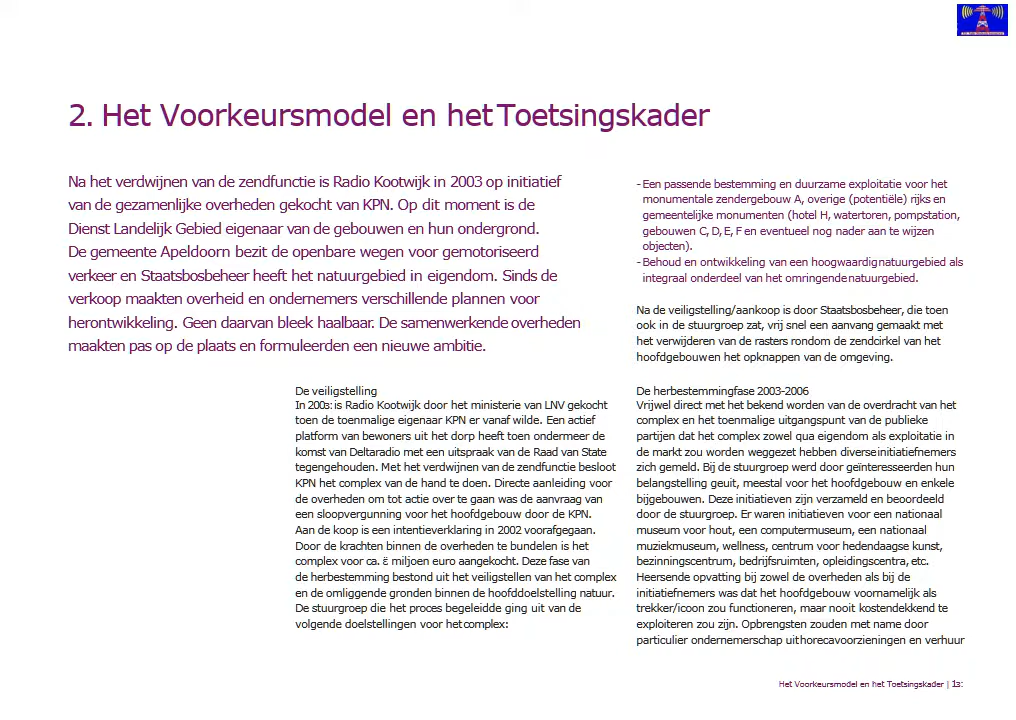 2. Het Voorkeursmodel en het Toetsingskader
Na het verdwijnen van de zendfunctie is Radio Kootwijk in 2003 op initiatief
van de gezamenlijke overheden gekocht van KPN. Op dit moment is de
Dienst Landelijk Gebied eigenaar van de gebouwen en hun ondergrond.
De gemeente Apeldoorn bezit de openbare wegen voor gemotoriseerd
verkeer en Staatsbosbeheer heeft het natuurgebied in eigendom. Sinds de
verkoop maakten overheid en ondernemers verschillende plannen voor
herontwikkeling. Geen daarvan bleek haalbaar. De samenwerkende overheden
maakten pas op de plaats en formuleerden een nieuwe ambitie.
De veiligstelling
In 200з: is Radio Kootwijk door het ministerie van LNV gekocht
toen de toenmalige eigenaar KPN er vanaf wilde. Een actief
platform van bewoners uit het dorp heeft toen ondermeer de
komst van Deltaradio met een uitspraak van de Raad van State
tegengehouden. Met het verdwijnen van de zendfunctie besloot
KPN het complex van de hand te doen. Directe aanleiding voor
de overheden om tot actie over te gaan was de aanvraag van
een sloopvergunning voor het hoofdgebouw door de KPN.
Aan de koop is een intentieverklaring in 2002 voorafgegaan.
Door de krachten binnen de overheden te bundelen is het
complex voor ca. ë miljoen euro aangekocht. Deze fase van
de herbestemming bestond uit het veiligstellen van het complex
en de omliggende gronden binnen de hoofddoelstelling natuur.
De stuurgroep die het proces begeleidde ging uit van de
volgende doelstellingen voor het complex:
- Een passende bestemming en duurzame exploitatie voor het
monumentale zendergebouw A, overige (potentiële) rijks en
gemeentelijke monumenten (hotel H, watertoren, pompstation,
gebouwen C, D, E, F en eventueel nog nader aan te wijzen
objecten).
- Behoud en ontwikkeling van een hoogwaardig natuurgebied als
integraal onderdeel van het omringende natuurgebied.
Na de veiligstelling/aankoop is door Staatsbosbeheer, die toen
ook in de stuurgroep zat, vrij snel een aanvang gemaakt met
het verwijderen van de rasters rondom de zendcirkel van het
hoofdgebouw en het opknappen van de omgeving.
De herbestemmingfase 2003-2006
Vrijwel direct met het bekend worden van de overdracht van het
complex en het toenmalige uitgangspunt van de publieke
partijen dat het complex zowel qua eigendom als exploitatie in
de markt zou worden weggezet hebben diverse initiatiefnemers
zich gemeld. Bij de stuurgroep werd door geïnteresseerden hun
belangstelling geuit, meestal voor het hoofdgebouw en enkele
bijgebouwen. Deze initiatieven zijn verzameld en beoordeeld
door de stuurgroep. Er waren initiatieven voor een nationaal
museum voor hout, een computermuseum, een nationaal
muziekmuseum, wellness, centrum voor hedendaagse kunst,
bezinningscentrum, bedrijfsruimten, opleidingscentra, etc.
Heersende opvatting bij zowel de overheden als bij de
initiatiefnemers was dat het hoofdgebouw voornamelijk als
trekker/icoon zou functioneren, maar nooit kostendekkend te
exploiteren zou zijn. Opbrengsten zouden met name door
particulier ondernemerschap uit horecavoorzieningen en verhuur
Het Voorkeursmodel en het Toetsingskader | 1з: